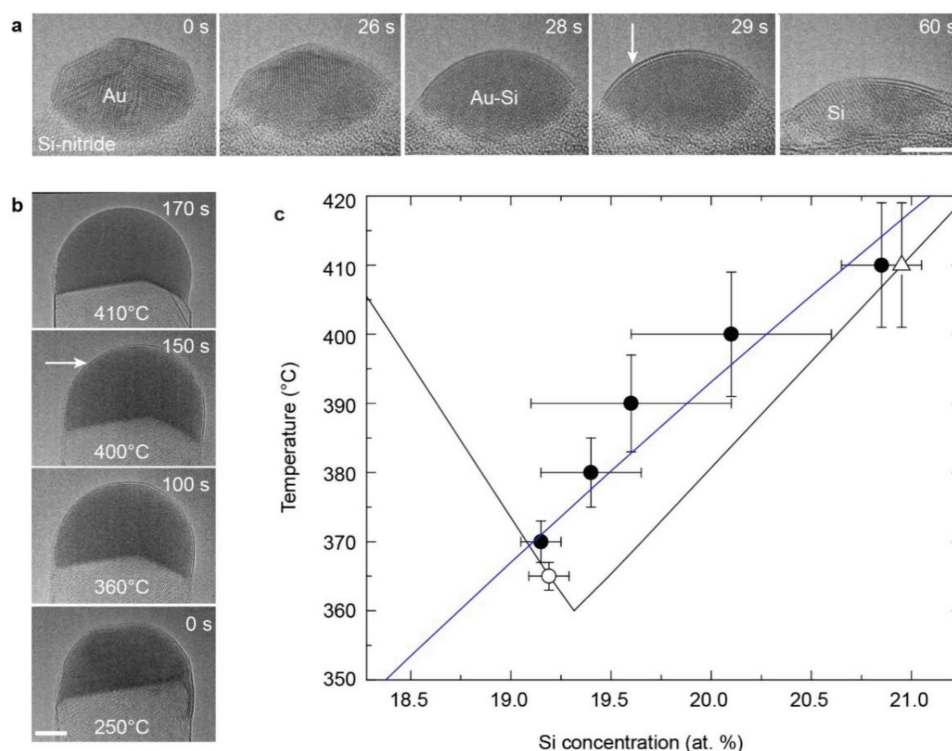 a
0 s
26 s
28 s
29 s
60 s
Au
Au-Si
Si
Si-nitride
b
170 s
410°C
150 s
400°C
100 s
360°C
0 s
250°C
c
420
410
400
390
380
370
360
350
Temperature (°C)
18.5 19.0 19.5 20.0 20.5 21.0
Si concentration (at. %)